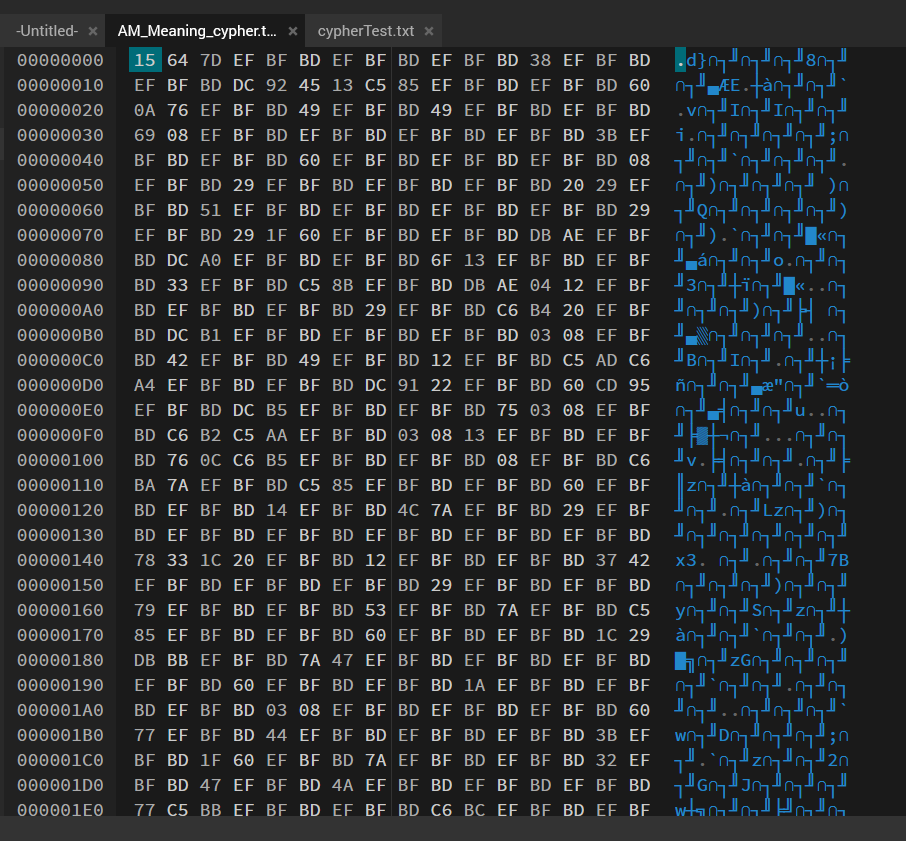 -Untitled- × AM_Meaning_cypher.t... × cypherTest.txt ×
00000000 15 64 7D EF BF BD EF BF BD EF BF BD 38 EF BF BD .d}∩┐╜∩┐╜∩┐╜8∩┐╜
00000010 EF BF BD DC 92 45 13 C5 85 EF BF BD EF BF BD 60 ∩┐╜▄ÆE.┼à∩┐╜∩┐╜`
00000020 0A 76 EF BF BD 49 EF BF BD 49 EF BF BD EF BF BD .v∩┐╜I∩┐╜I∩┐╜∩┐╜
00000030 69 08 EF BF BD EF BF BD EF BF BD EF BF BD 3B EF i.∩┐╜∩┐╜∩┐╜∩┐╜;∩
00000040 BF BD EF BF BD 60 EF BF BD EF BF BD EF BF BD 08 ┐╜∩┐╜`∩┐╜∩┐╜∩┐╜.
00000050 EF BF BD 29 EF BF BD EF BF BD EF BF BD 20 29 EF ∩┐╜)∩┐╜∩┐╜∩┐╜ )∩
00000060 BF BD 51 EF BF BD EF BF BD EF BF BD EF BF BD 29 ┐╜Q∩┐╜∩┐╜∩┐╜∩┐╜)
00000070 EF BF BD 29 1F 60 EF BF BD EF BF BD DB AE EF BF ∩┐╜).`∩┐╜∩┐╜█«∩┐
00000080 BD DC A0 EF BF BD EF BF BD 6F 13 EF BF BD EF BF ╜▄á∩┐╜∩┐╜o.∩┐╜∩┐
00000090 BD 33 EF BF BD C5 8B EF BF BD DB AE 04 12 EF BF ╜3∩┐╜┼ï∩┐╜█«..∩┐
000000A0 BD EF BF BD EF BF BD 29 EF BF BD C6 B4 20 EF BF ╜∩┐╜∩┐╜)∩┐╜╞┤ ∩┐
000000B0 BD DC B1 EF BF BD EF BF BD EF BF BD 03 08 EF BF ╜▄▒∩┐╜∩┐╜∩┐╜..∩┐
000000C0 BD 42 EF BF BD 49 EF BF BD 12 EF BF BD C5 AD C6 ╜B∩┐╜I∩┐╜.∩┐╜┼¡╞
000000D0 A4 EF BF BD EF BF BD DC 91 22 EF BF BD 60 CD 95 ñ∩┐╜∩┐╜▄æ"∩┐╜`═ò
000000E0 EF BF BD DC B5 EF BF BD EF BF BD 75 03 08 EF BF ∩┐╜▄╡∩┐╜∩┐╜u..∩┐
000000F0 BD C6 B2 C5 AA EF BF BD 03 08 13 EF BF BD EF BF ╜╞▓┼¬∩┐╜...∩┐╜∩┐
00000100 BD 76 0C C6 B5 EF BF BD EF BF BD 08 EF BF BD C6 ╜v.╞╡∩┐╜∩┐╜.∩┐╜╞
00000110 BA 7A EF BF BD C5 85 EF BF BD EF BF BD 60 EF BF ║z∩┐╜┼à∩┐╜∩┐╜`∩┐
00000120 BD EF BF BD 14 EF BF BD 4C 7A EF BF BD 29 EF BF ╜∩┐╜.∩┐╜Lz∩┐╜)∩┐
00000130 BD EF BF BD EF BF BD EF BF BD EF BF BD EF BF BD ╜∩┐╜∩┐╜∩┐╜∩┐╜∩┐╜
00000140 78 33 1C 20 EF BF BD 12 EF BF BD EF BF BD 37 42 x3. ∩┐╜.∩┐╜∩┐╜7B
00000150 EF BF BD EF BF BD EF BF BD 29 EF BF BD EF BF BD ∩┐╜∩┐╜∩┐╜)∩┐╜∩┐╜
00000160 79 EF BF BD EF BF BD 53 EF BF BD 7A EF BF BD C5 y∩┐╜∩┐╜S∩┐╜z∩┐╜┼
00000170 85 EF BF BD EF BF BD 60 EF BF BD EF BF BD 1C 29 à∩┐╜∩┐╜`∩┐╜∩┐╜.)
00000180 DB BB EF BF BD 7A 47 EF BF BD EF BF BD EF BF BD █╗∩┐╜zG∩┐╜∩┐╜∩┐╜
00000190 EF BF BD 60 EF BF BD EF BF BD 1A EF BF BD EF BF ∩┐╜`∩┐╜∩┐╜.∩┐╜∩┐
000001A0 BD EF BF BD 03 08 EF BF BD EF BF BD EF BF BD 60 ╜∩┐╜..∩┐╜∩┐╜∩┐╜`
000001B0 77 EF BF BD 44 EF BF BD EF BF BD EF BF BD 3B EF w∩┐╜D∩┐╜∩┐╜∩┐╜;∩
000001C0 BF BD 1F 60 EF BF BD 7A EF BF BD EF BF BD 32 EF ┐╜.`∩┐╜z∩┐╜∩┐╜2∩
000001D0 BF BD 47 EF BF BD 4A EF BF BD EF BF BD EF BF BD ┐╜G∩┐╜J∩┐╜∩┐╜∩┐╜
000001E0 77 C5 BB EF BF BD EF BF BD C6 BC EF BF BD EF BF w┼╗∩┐╜∩┐╜╞╝∩┐╜∩┐